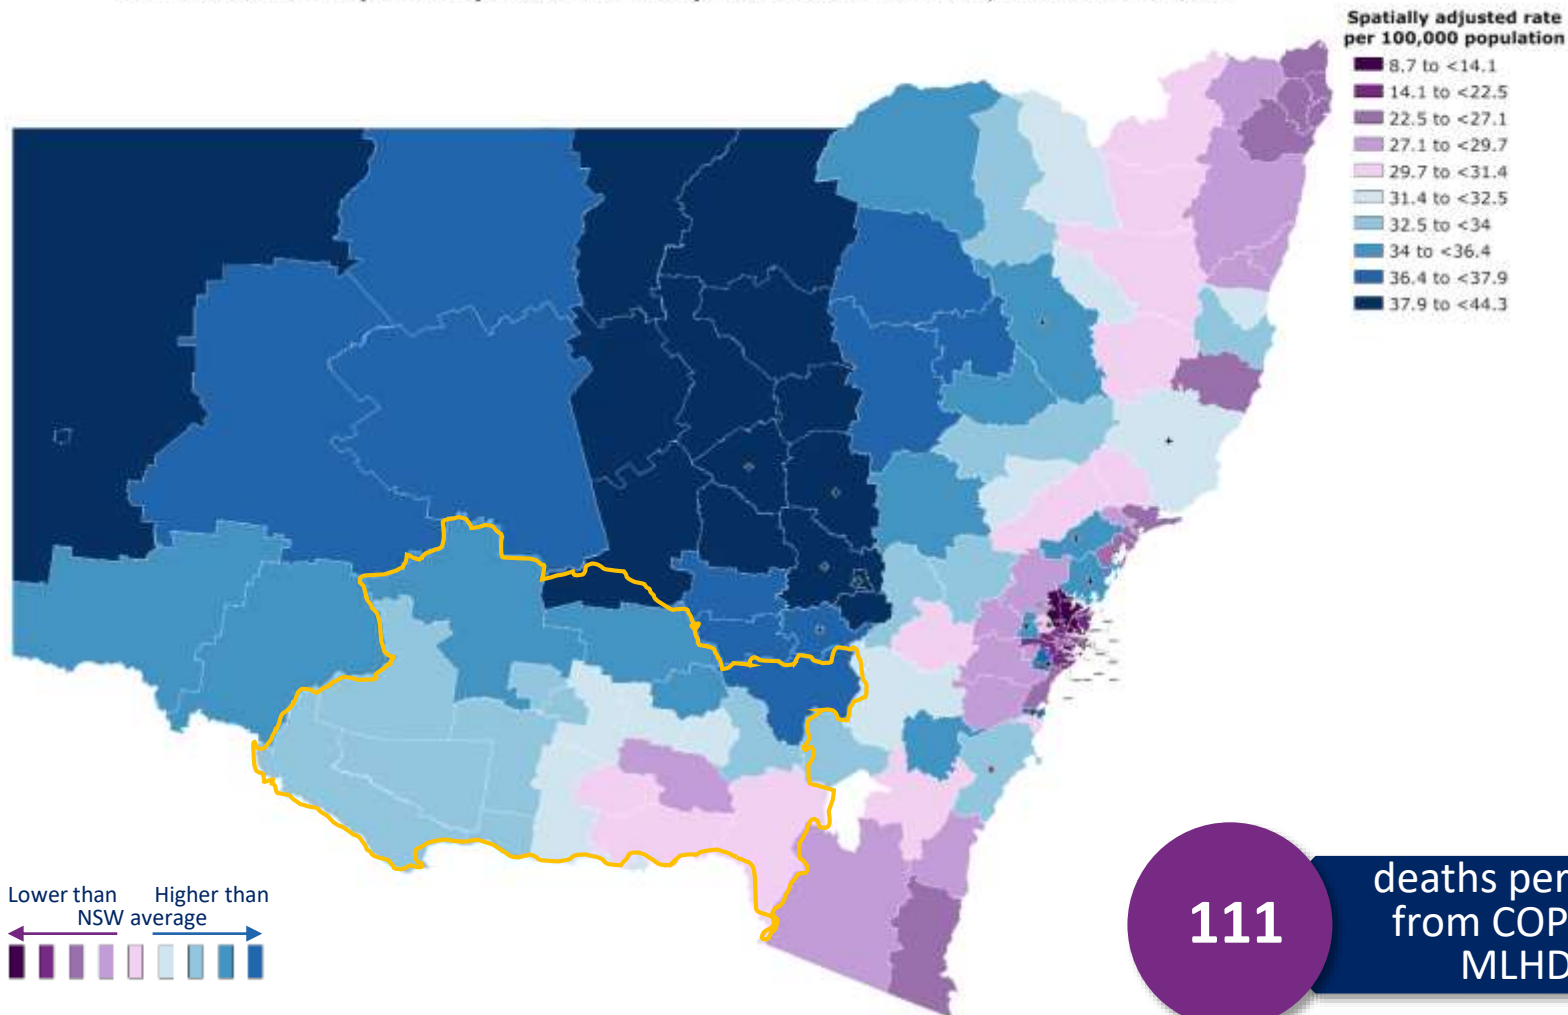 Spatially adjusted rate
per 100,000 population
8.7 to <14.1
14.1 to <22.5
22.5 to <27.1
27.1 to <29.7
29.7 to <31.4
31.4 to <32.5
32.5 to <34
34 to <36.4
36.4 to <37.9
37.9 to <44.3
Lower than Higher than
NSW average
111
deaths per
from COP
MLHD